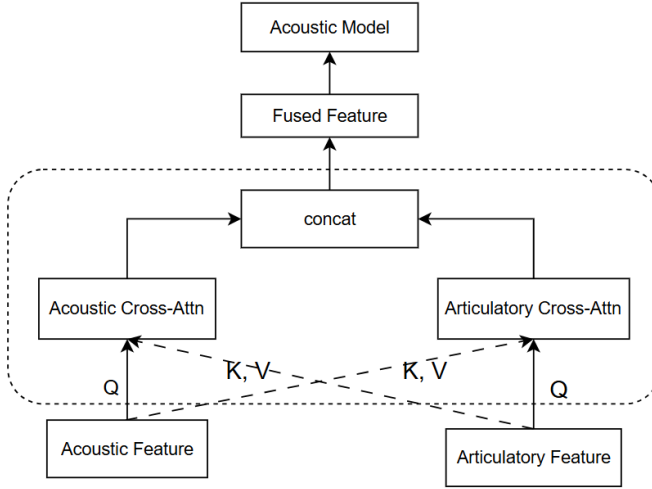 Acoustic Model
Fused Feature
concat
Acoustic Cross-Attn
Articulatory Cross-Attn
K, V
K, V
Q
Q
Acoustic Feature
Articulatory Feature